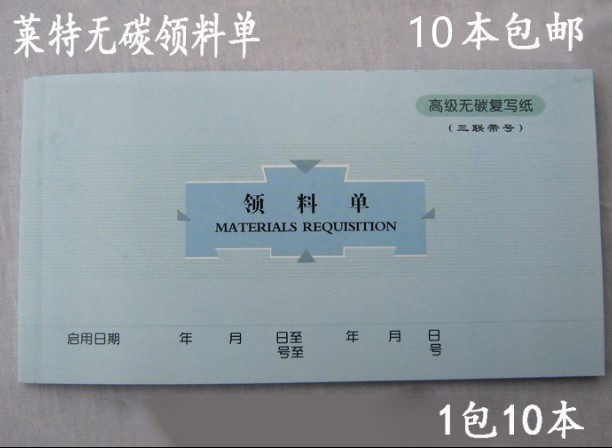 莱特无碳领料单
10本包邮
高级无碳复写纸
（三联带号）
领 料 单
MATERIALS REQUISITION
启用日期 年 月 日至 年 月 日
号至 号
1包10本